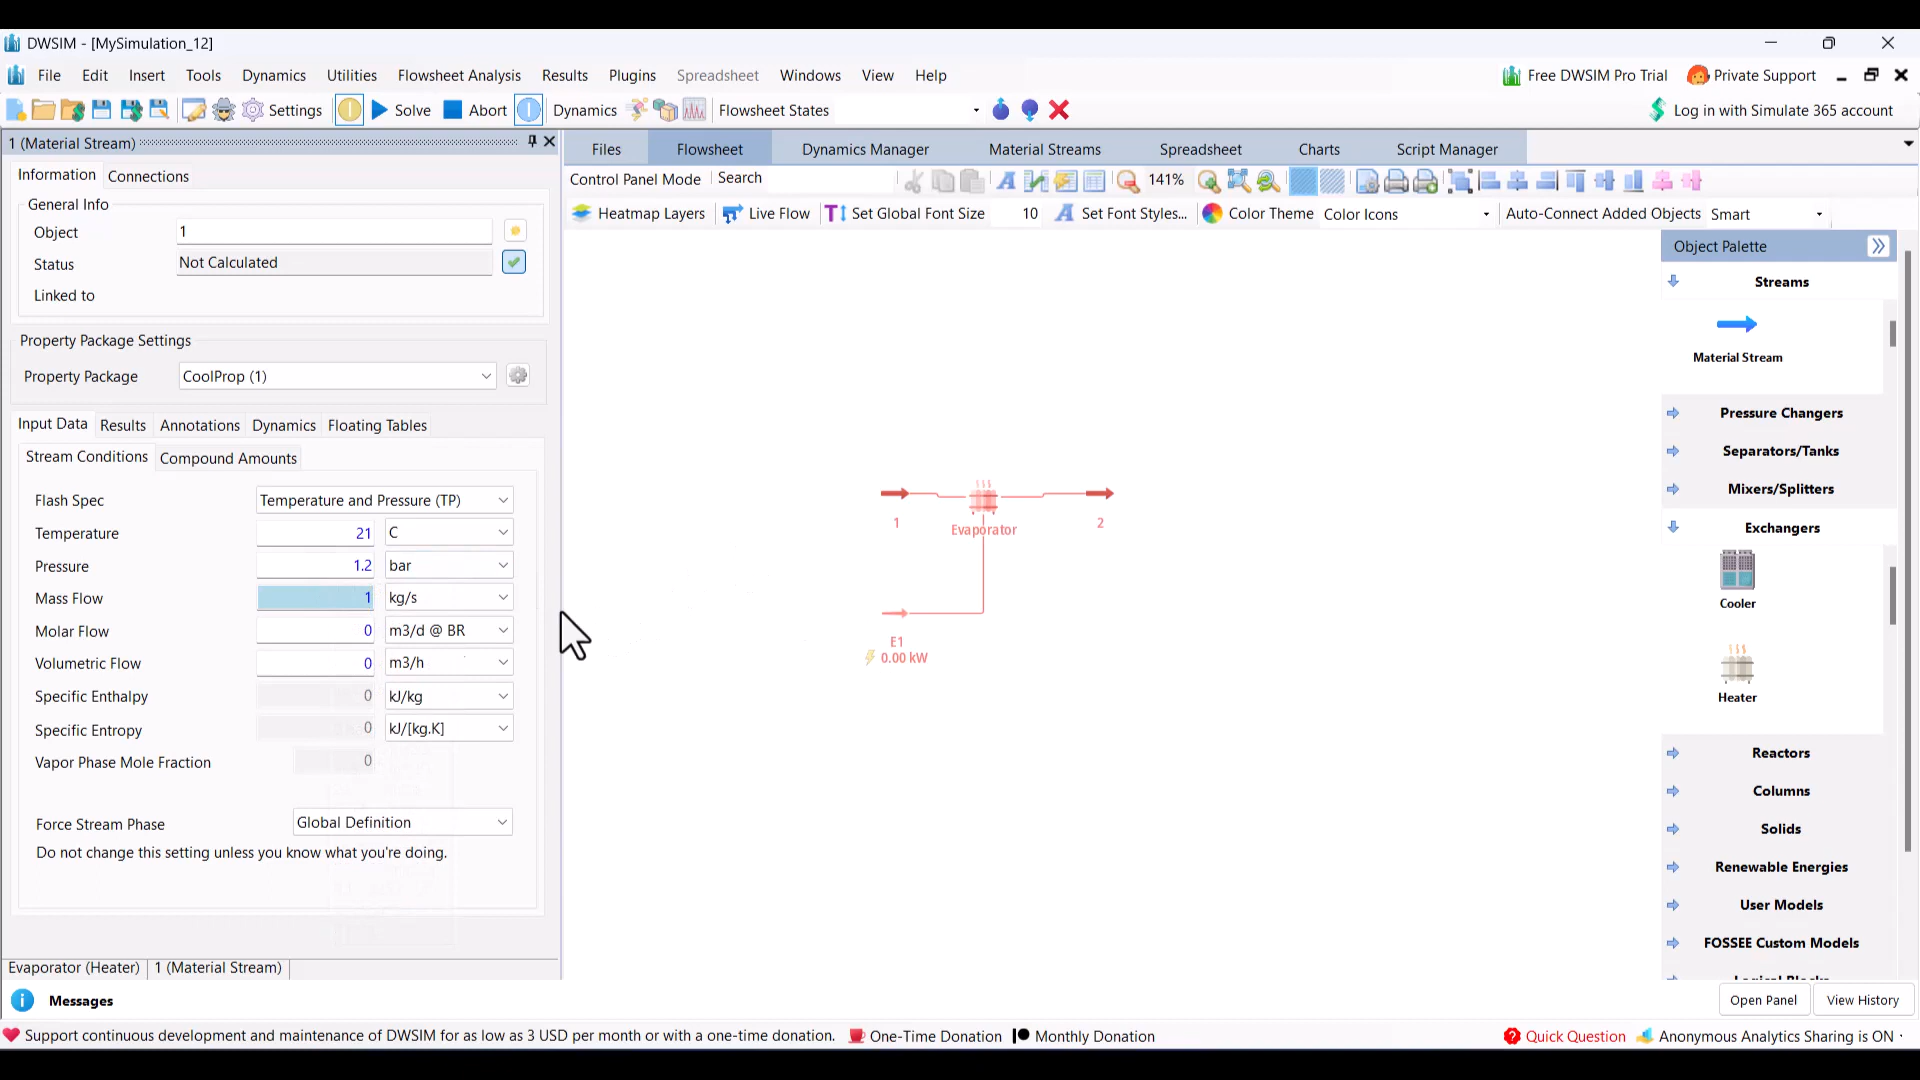 DWSIM - [MySimulation_12]
File Edit Insert Tools Dynamics Utilities Flowsheet Analysis Results Plugins Spreadsheet Windows View Help Free DWSIM Pro Trial Private Support
Settings Solve Abort Dynamics Flowsheet States Log in with Simulate 365 account
1 (Material Stream)
Files Flowsheet Dynamics Manager Material Streams Spreadsheet Charts Script Manager
Information Connections
Control Panel Mode Search 141%
General Info
Heatmap Layers Live Flow Set Global Font Size 10 Set Font Styles... Color Theme Color Icons Auto-Connect Added Objects Smart
Object 1
Status Not Calculated
Linked to
Property Package Settings
Property Package CoolProp (1)
Input Data Results Annotations Dynamics Floating Tables
Stream Conditions Compound Amounts
Flash Spec Temperature and Pressure (TP)
Temperature 21 C
Pressure 1.2 bar
Mass Flow 1 kg/s
Molar Flow 0 m3/d @ BR
Volumetric Flow 0 m3/h
Specific Enthalpy 0 kJ/kg
Specific Entropy 0 kJ/[kg.K]
Vapor Phase Mole Fraction 0
Force Stream Phase Global Definition
Do not change this setting unless you know what you're doing.
Evaporator (Heater) 1 (Material Stream)
1
Evaporator
2
E1
0.00 kW
Object Palette
Streams
Material Stream
Pressure Changers
Separators/Tanks
Mixers/Splitters
Exchangers
Cooler
Heater
Reactors
Columns
Solids
Renewable Energies
User Models
FOSSEE Custom Models
Logical Blocks
Messages Open Panel View History
Support continuous development and maintenance of DWSIM for as low as 3 USD per month or with a one-time donation. One-Time Donation Monthly Donation Quick Question Anonymous Analytics Sharing is ON